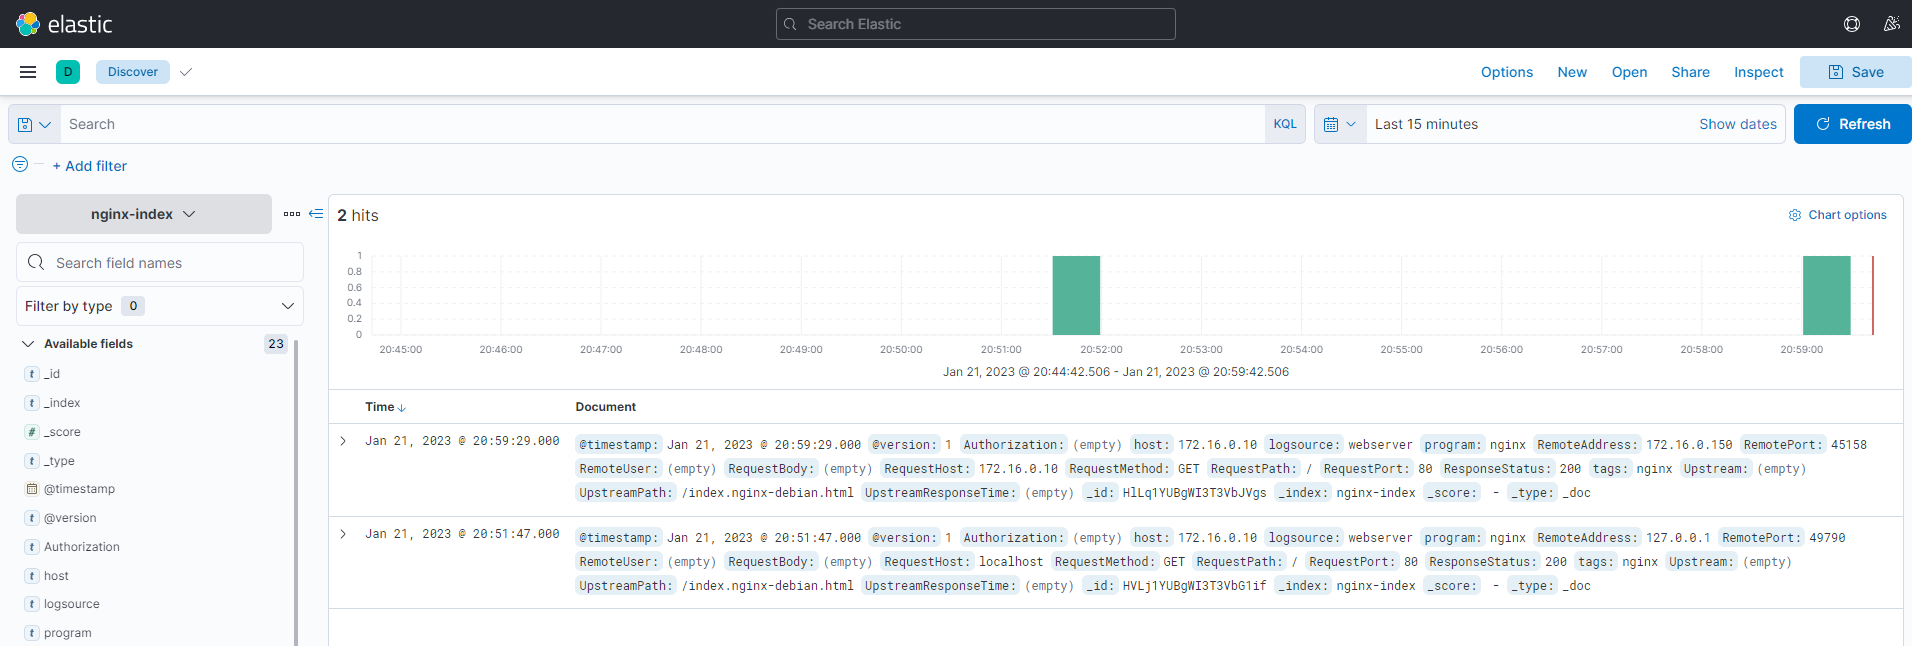 elastic
Search Elastic
D
Discover
Options New Open Share Inspect Save
Search
KQL
Last 15 minutes
Show dates
Refresh
+ Add filter
nginx-index
Search field names
Filter by type 0
Available fields 23
t _id
t _index
# _score
t _type
@timestamp
t @version
t Authorization
t host
t logsource
t program
2 hits
Chart options
1
0.8
0.6
0.4
0.2
0
20:45:00 20:46:00 20:47:00 20:48:00 20:49:00 20:50:00 20:51:00 20:52:00 20:53:00 20:54:00 20:55:00 20:56:00 20:57:00 20:58:00 20:59:00
Jan 21, 2023 @ 20:44:42.506 - Jan 21, 2023 @ 20:59:42.506
Time Document
Jan 21, 2023 @ 20:59:29.000 @timestamp: Jan 21, 2023 @ 20:59:29.000 @version: 1 Authorization: (empty) host: 172.16.0.10 logsource: webserver program: nginx RemoteAddress: 172.16.0.150 RemotePort: 45158
RemoteUser: (empty) RequestBody: (empty) RequestHost: 172.16.0.10 RequestMethod: GET RequestPath: / RequestPort: 80 ResponseStatus: 200 tags: nginx Upstream: (empty)
UpstreamPath: /index.nginx-debian.html UpstreamResponseTime: (empty) _id: HlLq1YUBgWI3T3VbJVgs _index: nginx-index _score: - _type: _doc
Jan 21, 2023 @ 20:51:47.000 @timestamp: Jan 21, 2023 @ 20:51:47.000 @version: 1 Authorization: (empty) host: 172.16.0.10 logsource: webserver program: nginx RemoteAddress: 127.0.0.1 RemotePort: 49790
RemoteUser: (empty) RequestBody: (empty) RequestHost: localhost RequestMethod: GET RequestPath: / RequestPort: 80 ResponseStatus: 200 tags: nginx Upstream: (empty)
UpstreamPath: /index.nginx-debian.html UpstreamResponseTime: (empty) _id: HVLj1YUBgWI3T3VbG1if _index: nginx-index _score: - _type: _doc